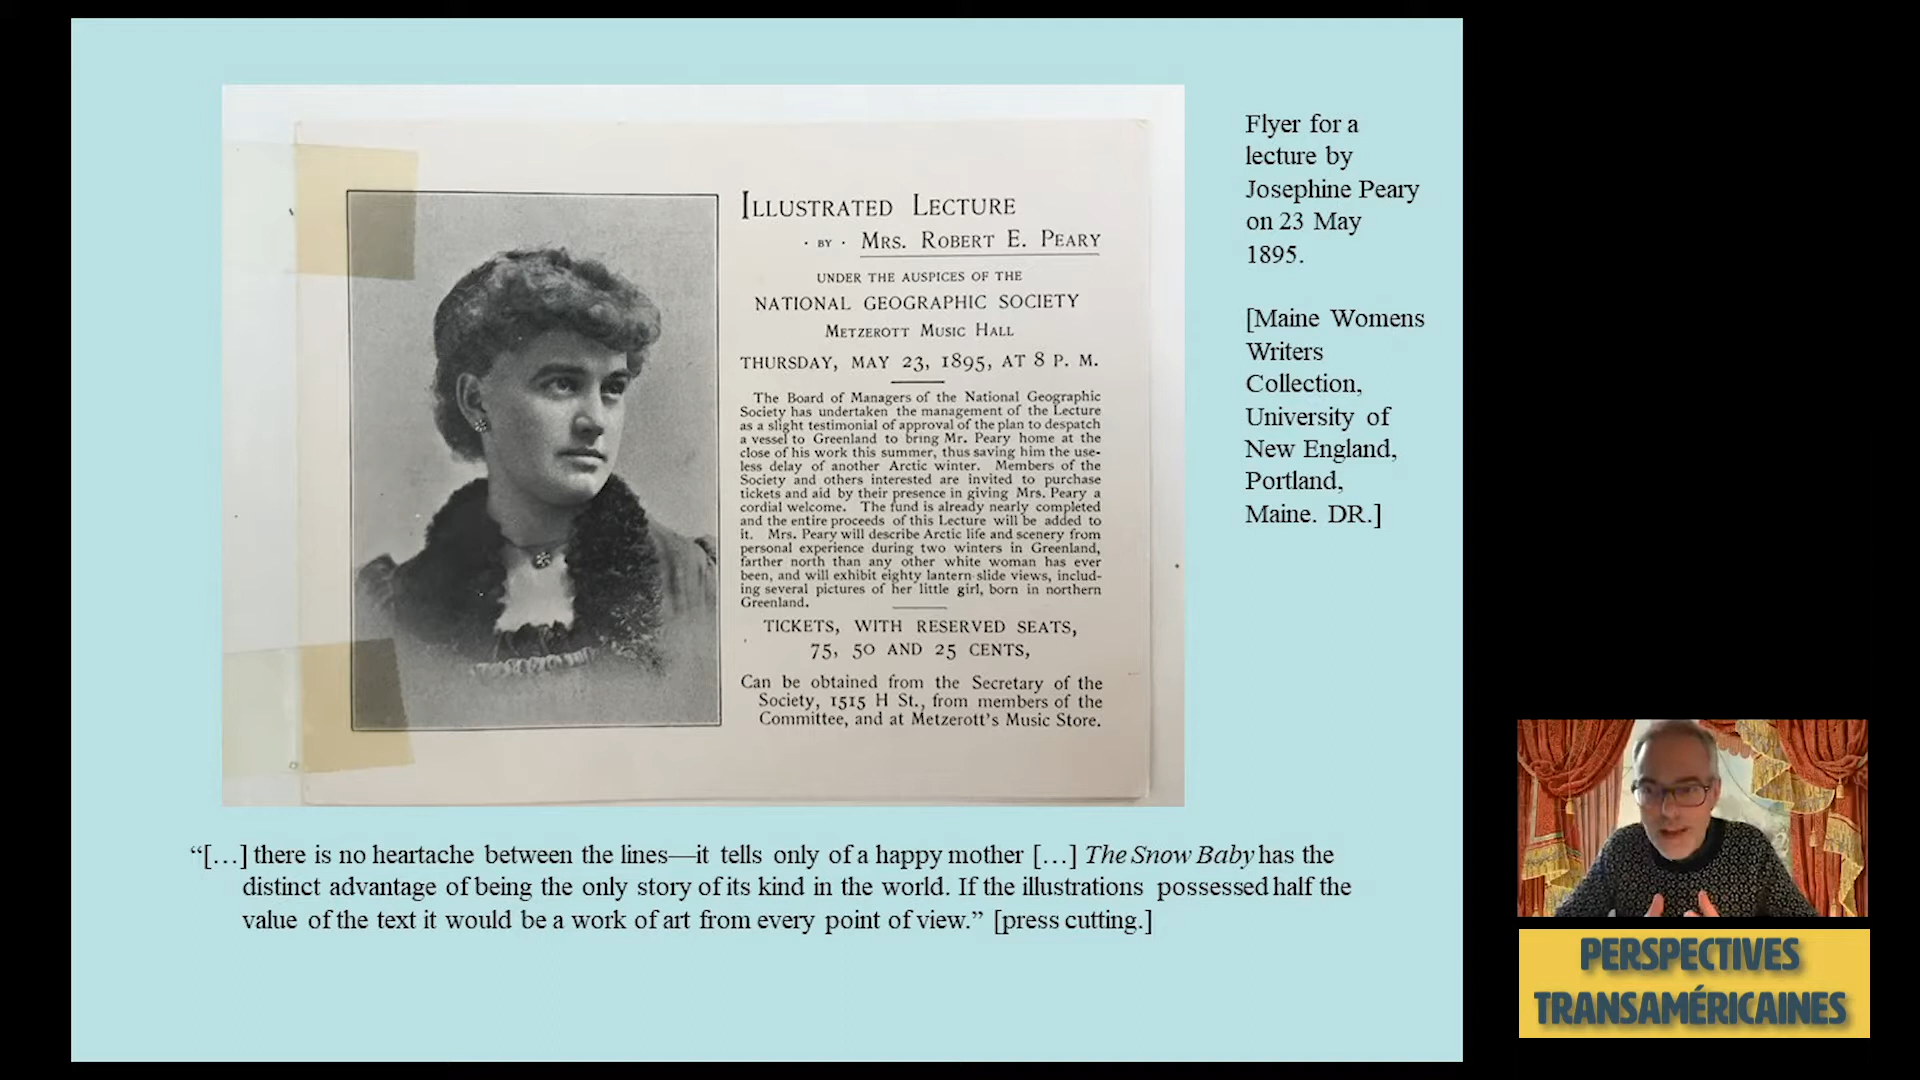 ILLUSTRATED LECTURE
· BY · MRS. ROBERT E. PEARY
UNDER THE AUSPICES OF THE
NATIONAL GEOGRAPHIC SOCIETY
METZEROTT MUSIC HALL
THURSDAY, MAY 23, 1895, AT 8 P. M.
The Board of Managers of the National Geographic
Society has undertaken the management of the Lecture
as a slight testimonial of approval of the plan to despatch
a vessel to Greenland to bring Mr. Peary home at the
close of his work this summer, thus saving him the use-
less delay of another Arctic winter. Members of the
Society and others interested are invited to purchase
tickets and aid by their presence in giving Mrs. Peary a
cordial welcome. The fund is already nearly completed
and the entire proceeds of this Lecture will be added to
it. Mrs. Peary will describe Arctic life and scenery from
personal experience during two winters in Greenland,
farther north than any other white woman has ever
been, and will exhibit eighty lantern-slide views, includ-
ing several pictures of her little girl, born in northern
Greenland.
TICKETS, WITH RESERVED SEATS,
75, 50 AND 25 CENTS,
Can be obtained from the Secretary of the
Society, 1515 H St., from members of the
Committee, and at Metzerott's Music Store.
Flyer for a
lecture by
Josephine Peary
on 23 May
1895.
[Maine Womens
Writers
Collection,
University of
New England,
Portland,
Maine. DR.]
“[…] there is no heartache between the lines—it tells only of a happy mother […] The Snow Baby has the
distinct advantage of being the only story of its kind in the world. If the illustrations possessed half the
value of the text it would be a work of art from every point of view.” [press cutting.]
PERSPECTIVES
TRANSAMÉRICAINES